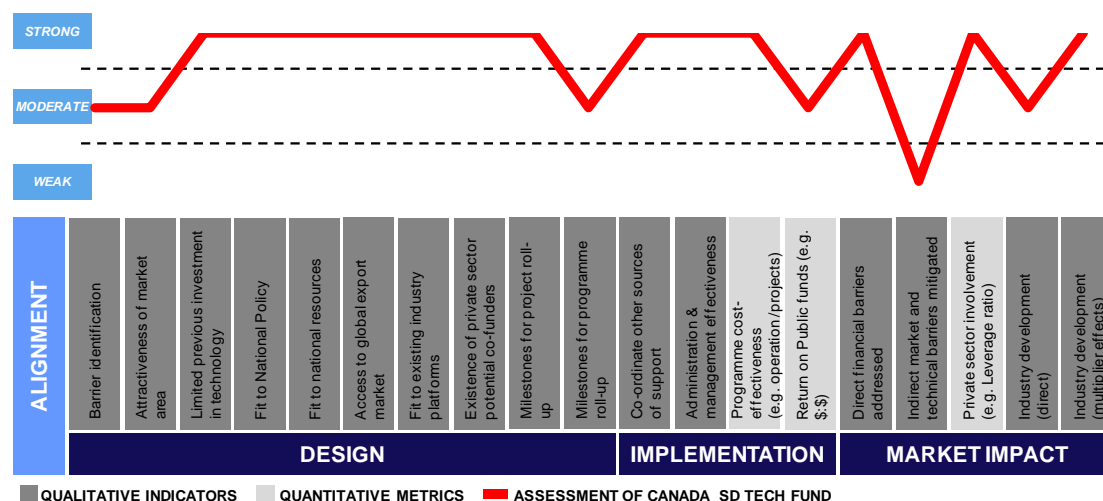 STRONG
MODERATE
WEAK
ALIGNMENT
Barrier identification
Attractiveness of market
area
Limited previous investment
in technology
Fit to National Policy
Fit to national resources
Access to global export
market
Fit to existing industry
platforms
Existence of private sector
potential co-funders
Milestones for project roll-
up
Milestones for programme
roll-up
Co-ordinate other sources
of support
Administration &
management effectiveness
Programme cost-
effectiveness
(e.g. operation /projects)
Return on Public funds (e.g.
$:$)
Direct financial barriers
addressed
Indirect market and
technical barriers mitigated
Private sector involvement
(e.g. Leverage ratio)
Industry development
(direct)
Industry development
(multiplier effects)
DESIGN
IMPLEMENTATION
MARKET IMPACT
QUALITATIVE INDICATORS
QUANTITATIVE METRICS
ASSESSMENT OF CANADA SD TECH FUND